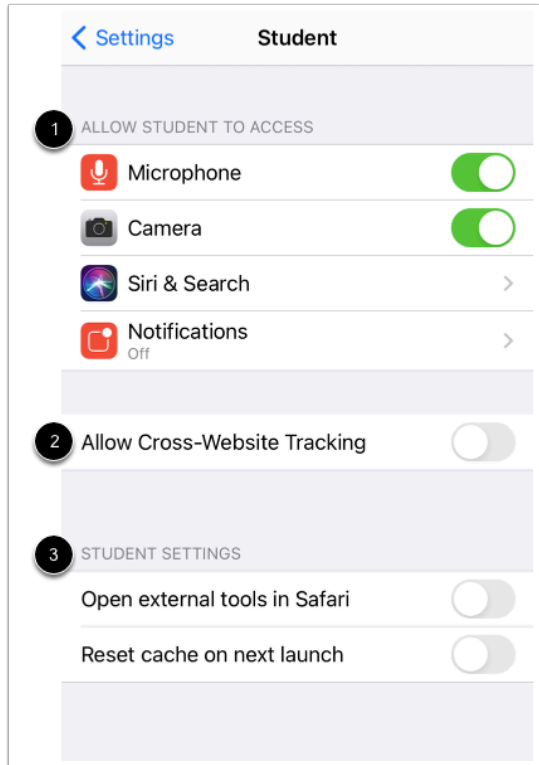 Settings Student
1 ALLOW STUDENT TO ACCESS
Microphone
Camera
Siri & Search
Notifications
Off
2 Allow Cross-Website Tracking
3 STUDENT SETTINGS
Open external tools in Safari
Reset cache on next launch